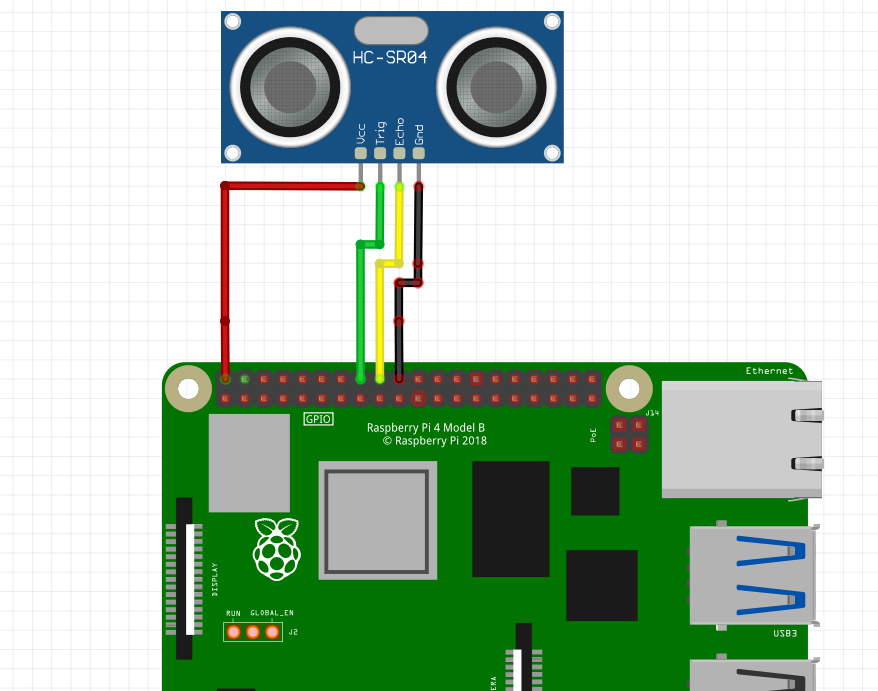 HC-SR04
Vcc
Trig
Echo
Gnd
Ethernet
J14
GPIO
Raspberry Pi 4 Model B
© Raspberry Pi 2018
PoE
DISPLAY
RUN
GLOBAL_EN
J2
USB3
ERA